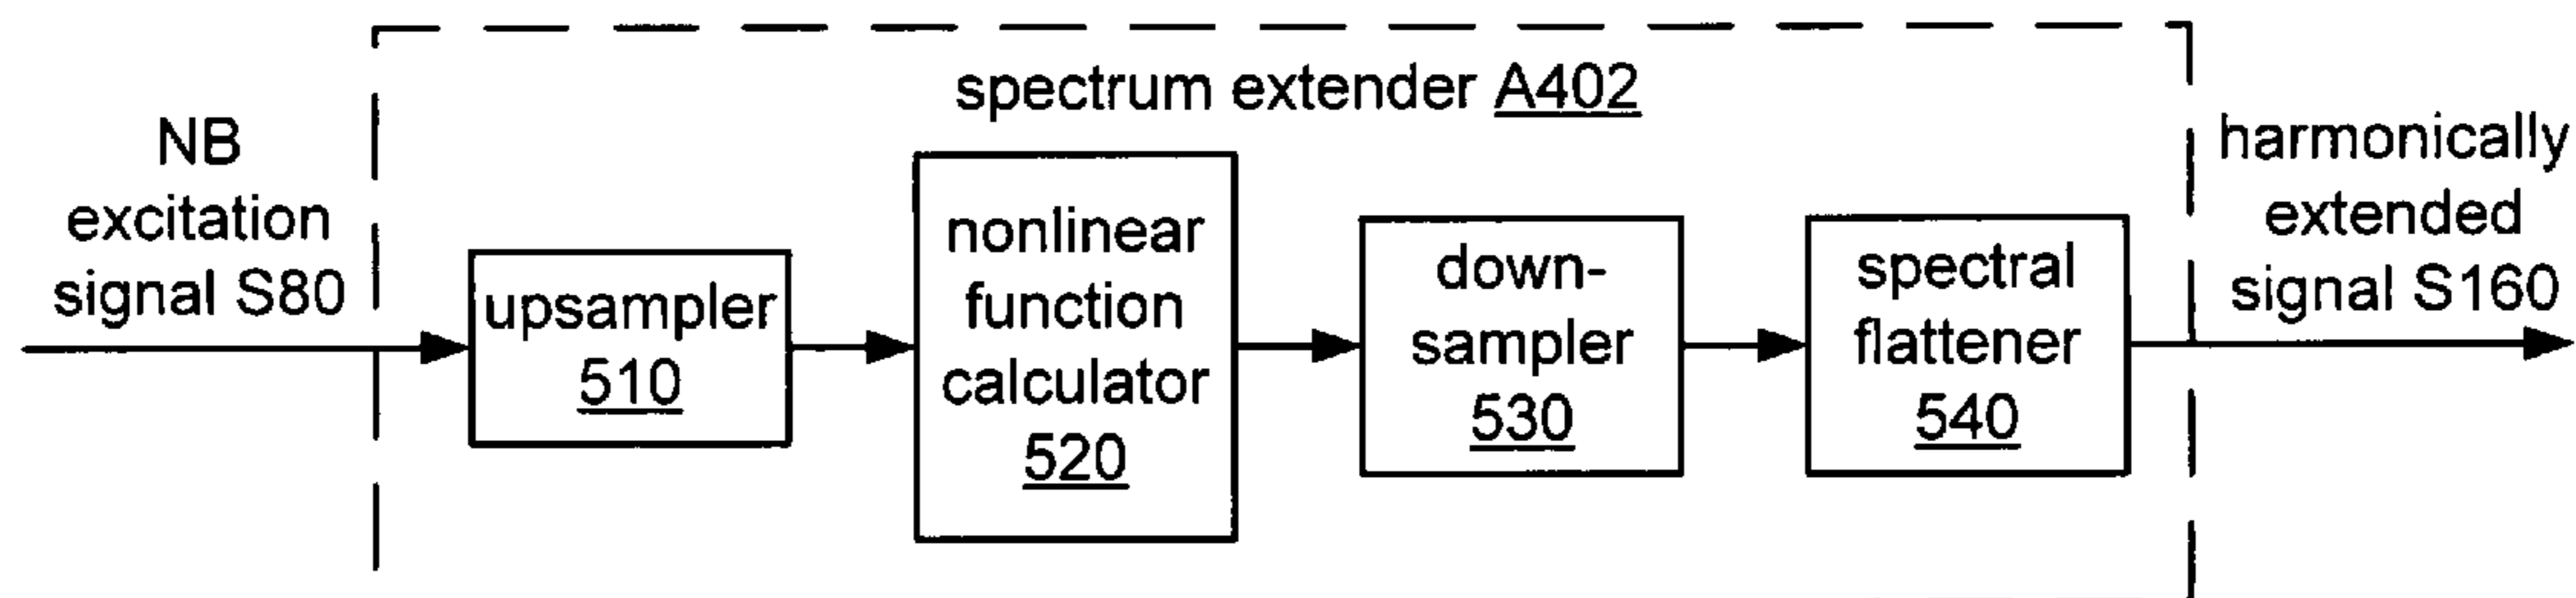 spectrum extender A402
NB
excitation
signal S80
upsampler
510
nonlinear
function
calculator
520
down-
sampler
530
spectral
flattener
540
harmonically
extended
signal S160